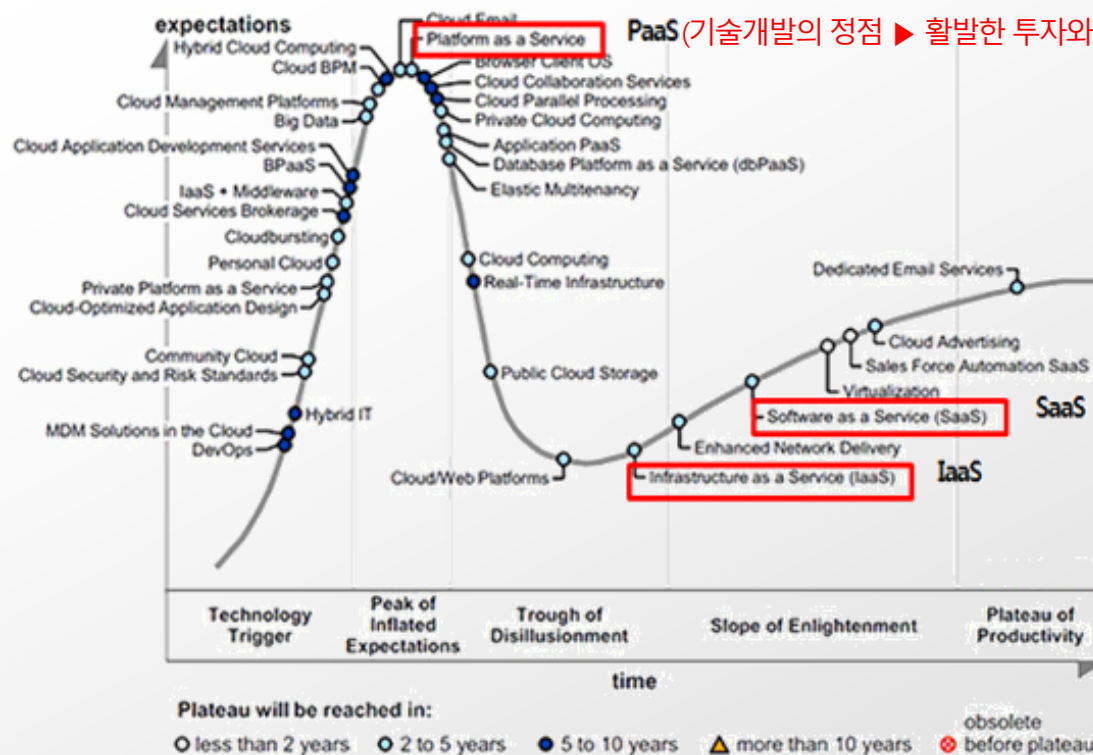 expectations
Cloud Email
Platform as a Service
PaaS (기술개발의 정점 ▶ 활발한 투자와
Hybrid Cloud Computing
Browser Client OS
Cloud BPM
Cloud Collaboration Services
Cloud Management Platforms
Cloud Parallel Processing
Big Data
Private Cloud Computing
Cloud Application Development Services
Application PaaS
BPaaS
Database Platform as a Service (dbPaaS)
IaaS + Middleware
Elastic Multitenancy
Cloud Services Brokerage
Cloudbursting
Personal Cloud
Cloud Computing
Private Platform as a Service
Real-Time Infrastructure
Dedicated Email Services
Cloud-Optimized Application Design
Community Cloud
Cloud Advertising
Cloud Security and Risk Standards
Public Cloud Storage
Sales Force Automation SaaS
Virtualization
Hybrid IT
Software as a Service (SaaS)
SaaS
MDM Solutions in the Cloud
DevOps
Enhanced Network Delivery
Cloud/Web Platforms
Infrastructure as a Service (IaaS)
IaaS
Technology
Trigger
Peak of
Inflated
Expectations
Trough of
Disillusionment
Slope of Enlightenment
Plateau of
Productivity
time
Plateau will be reached in:
less than 2 years
2 to 5 years
5 to 10 years
more than 10 years
obsolete
before plateau